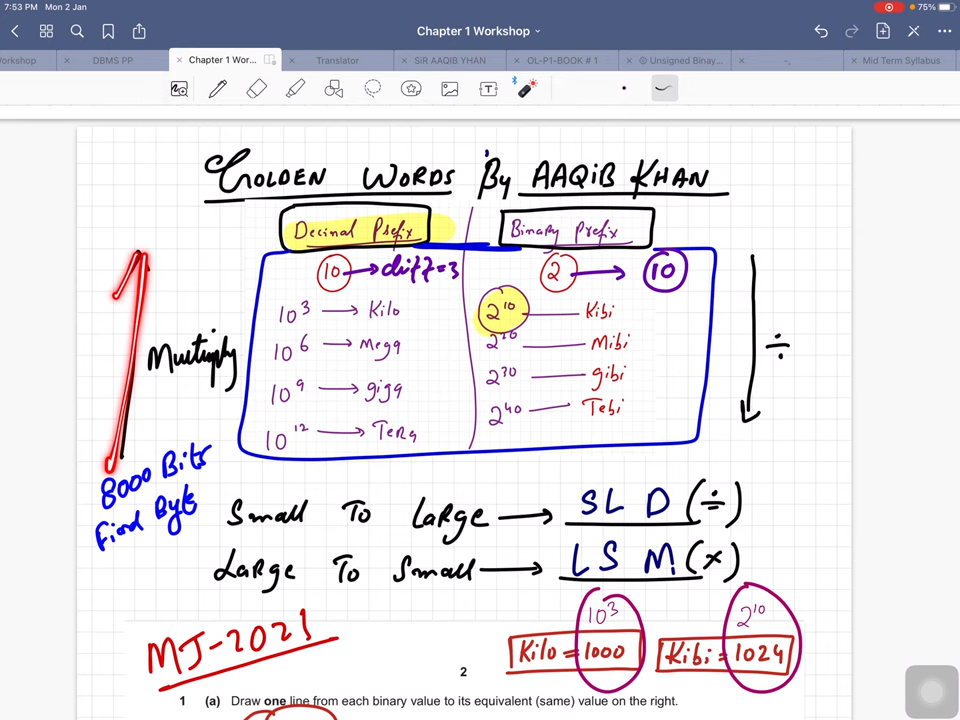 7:53 PM Mon 2 Jan
75%
Chapter 1 Workshop
orkshop
DBMS PP
Chapter 1 Wor...
Translator
SIR AAQIB YHAN
OL-P1-BOOK # 1
Unsigned Binay...
-,
Mid Term Syllabus
GOLDEN WORDS By AAQIB KHAN
Decimal Prefix
Binary Prefix
10 → diff=3
2 → 10
10³ → Kilo
2¹⁰ — Kibi
10⁶ → Mega
2²⁰ — Mibi
10⁹ → giga
2³⁰ — gibi
10¹² → Tera
2⁴⁰ — Tebi
Multiply
÷
8000 Bits
Find Byte
Small To Large → SLD (÷)
Large To Small → LSM (×)
MJ-2021
10³
2¹⁰
Kilo = 1000
Kibi = 1024
2
1 (a) Draw one line from each binary value to its equivalent (same) value on the right.